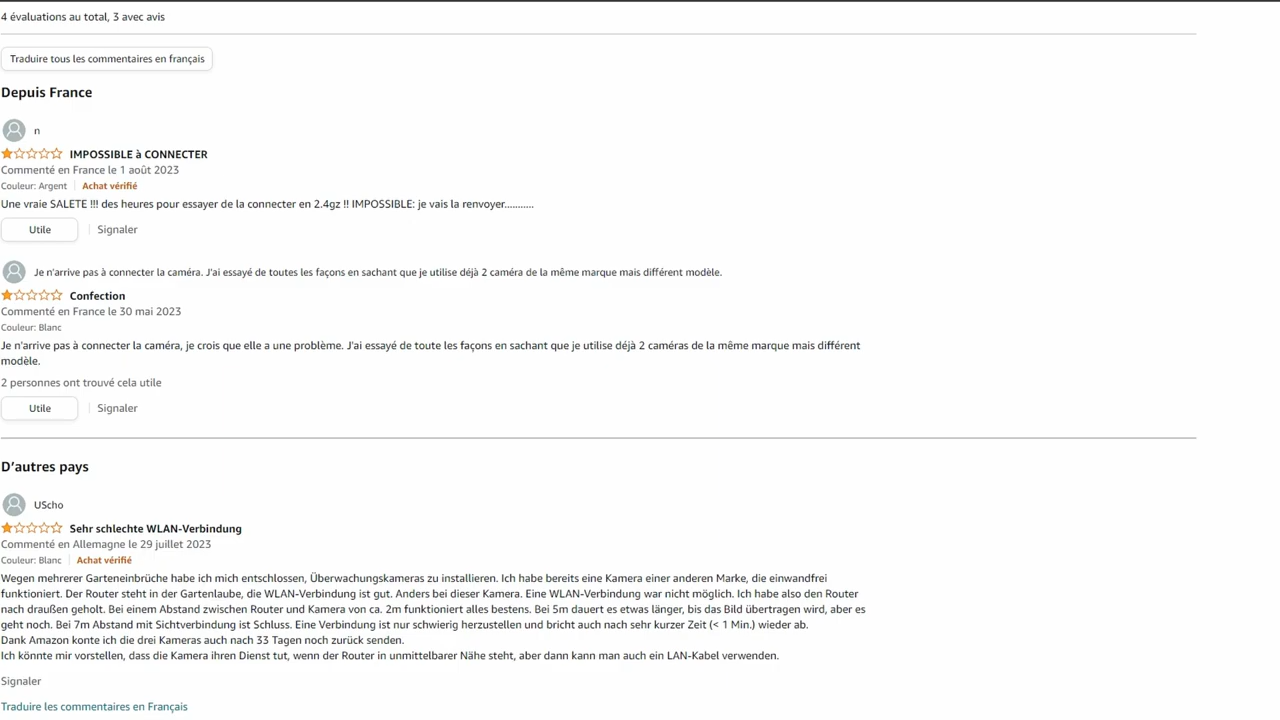 4 évaluations au total, 3 avec avis
Traduire tous les commentaires en français
Depuis France
n
IMPOSSIBLE à CONNECTER
Commenté en France le 1 août 2023
Couleur: Argent | Achat vérifié
Une vraie SALETE !!! des heures pour essayer de la connecter en 2.4gz !! IMPOSSIBLE: je vais la renvoyer...........
Utile | Signaler
Je n'arrive pas à connecter la caméra. J'ai essayé de toutes les façons en sachant que je utilise déjà 2 caméra de la même marque mais différent modèle.
Confection
Commenté en France le 30 mai 2023
Couleur: Blanc
Je n'arrive pas à connecter la caméra, je crois que elle a une problème. J'ai essayé de toute les façons en sachant que je utilise déjà 2 caméras de la même marque mais différent
modèle.
2 personnes ont trouvé cela utile
Utile | Signaler
D'autres pays
UScho
Sehr schlechte WLAN-Verbindung
Commenté en Allemagne le 29 juillet 2023
Couleur: Blanc | Achat vérifié
Wegen mehrerer Garteneinbrüche habe ich mich entschlossen, Überwachungskameras zu installieren. Ich habe bereits eine Kamera einer anderen Marke, die einwandfrei
funktioniert. Der Router steht in der Gartenlaube, die WLAN-Verbindung ist gut. Anders bei dieser Kamera. Eine WLAN-Verbindung war nicht möglich. Ich habe also den Router
nach draußen geholt. Bei einem Abstand zwischen Router und Kamera von ca. 2m funktioniert alles bestens. Bei 5m dauert es etwas länger, bis das Bild übertragen wird, aber es
geht noch. Bei 7m Abstand mit Sichtverbindung ist Schluss. Eine Verbindung ist nur schwierig herzustellen und bricht auch nach sehr kurzer Zeit (< 1 Min.) wieder ab.
Dank Amazon konte ich die drei Kameras auch nach 33 Tagen noch zurück senden.
Ich könnte mir vorstellen, dass die Kamera ihren Dienst tut, wenn der Router in unmittelbarer Nähe steht, aber dann kann man auch ein LAN-Kabel verwenden.
Signaler
Traduire les commentaires en Français